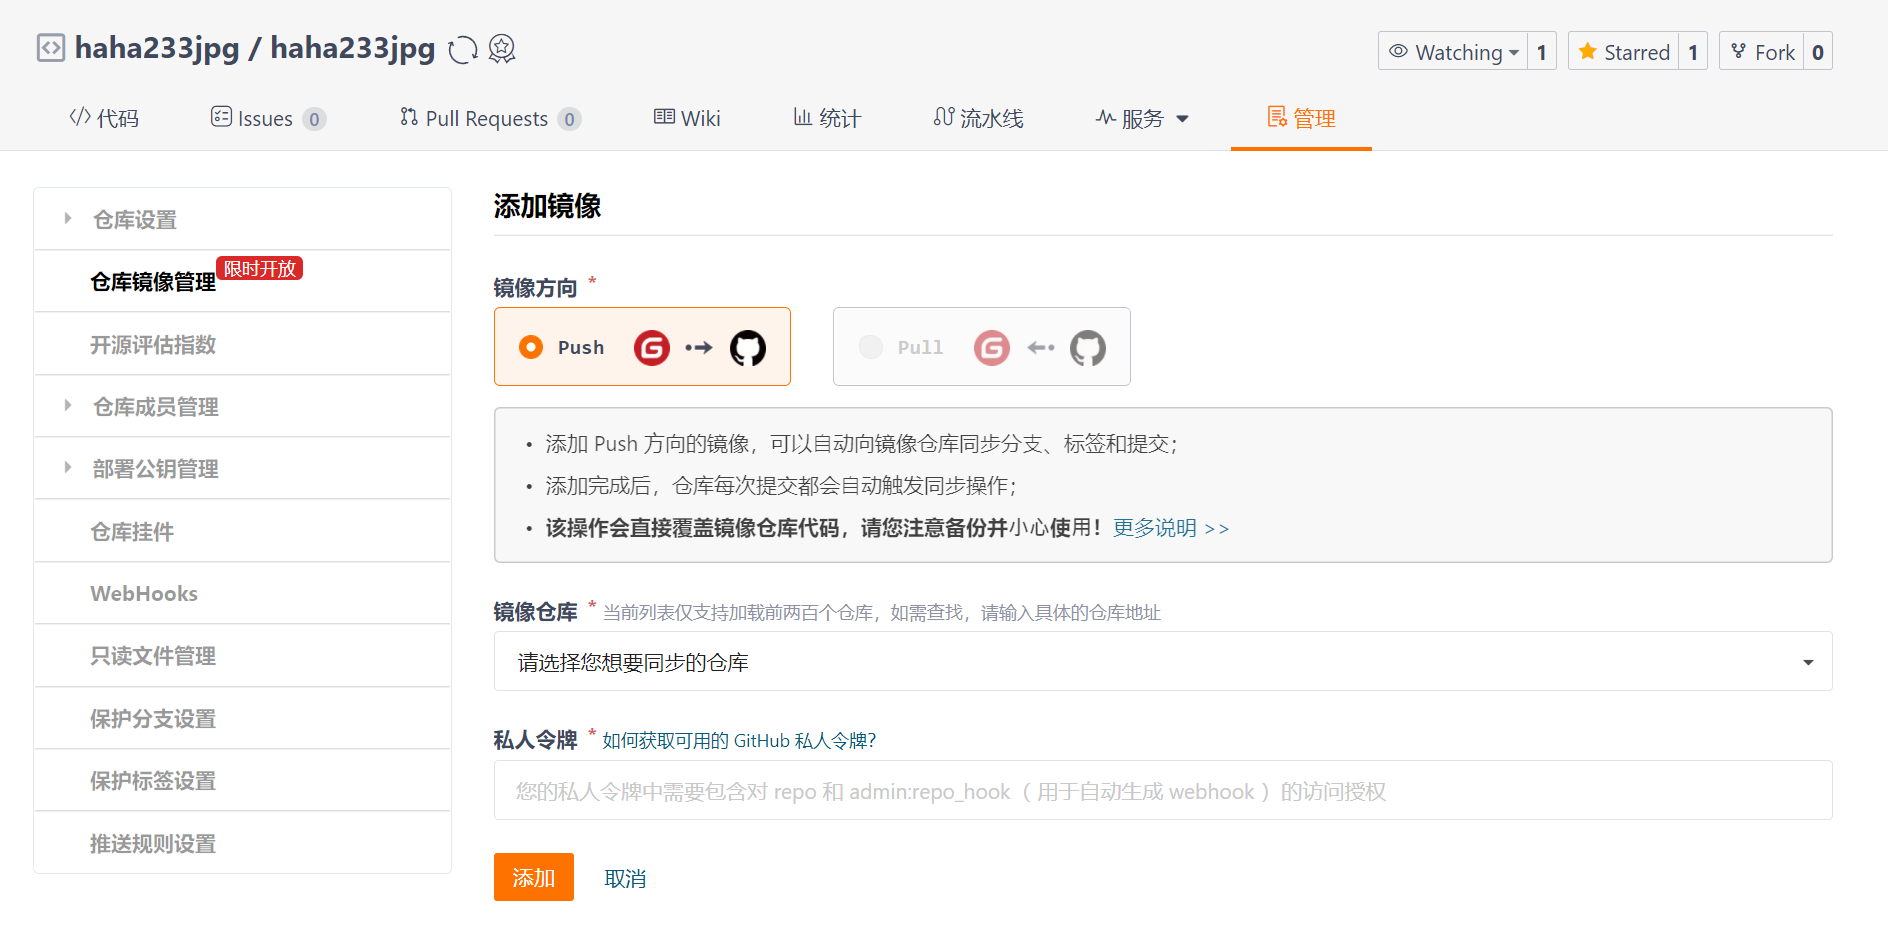 haha233jpg / haha233jpg
Watching 1
Starred 1
Fork 0
代码
Issues 0
Pull Requests 0
Wiki
统计
流水线
服务
管理
仓库设置
仓库镜像管理 限时开放
开源评估指数
仓库成员管理
部署公钥管理
仓库挂件
WebHooks
只读文件管理
保护分支设置
保护标签设置
推送规则设置
添加镜像
镜像方向 *
Push
Pull
• 添加 Push 方向的镜像，可以自动向镜像仓库同步分支、标签和提交；
• 添加完成后，仓库每次提交都会自动触发同步操作；
• 该操作会直接覆盖镜像仓库代码，请您注意备份并小心使用！更多说明 >>
镜像仓库 * 当前列表仅支持加载前两百个仓库，如需查找，请输入具体的仓库地址
请选择您想要同步的仓库
私人令牌 * 如何获取可用的 GitHub 私人令牌？
您的私人令牌中需要包含对 repo 和 admin:repo_hook（ 用于自动生成 webhook ）的访问授权
添加
取消